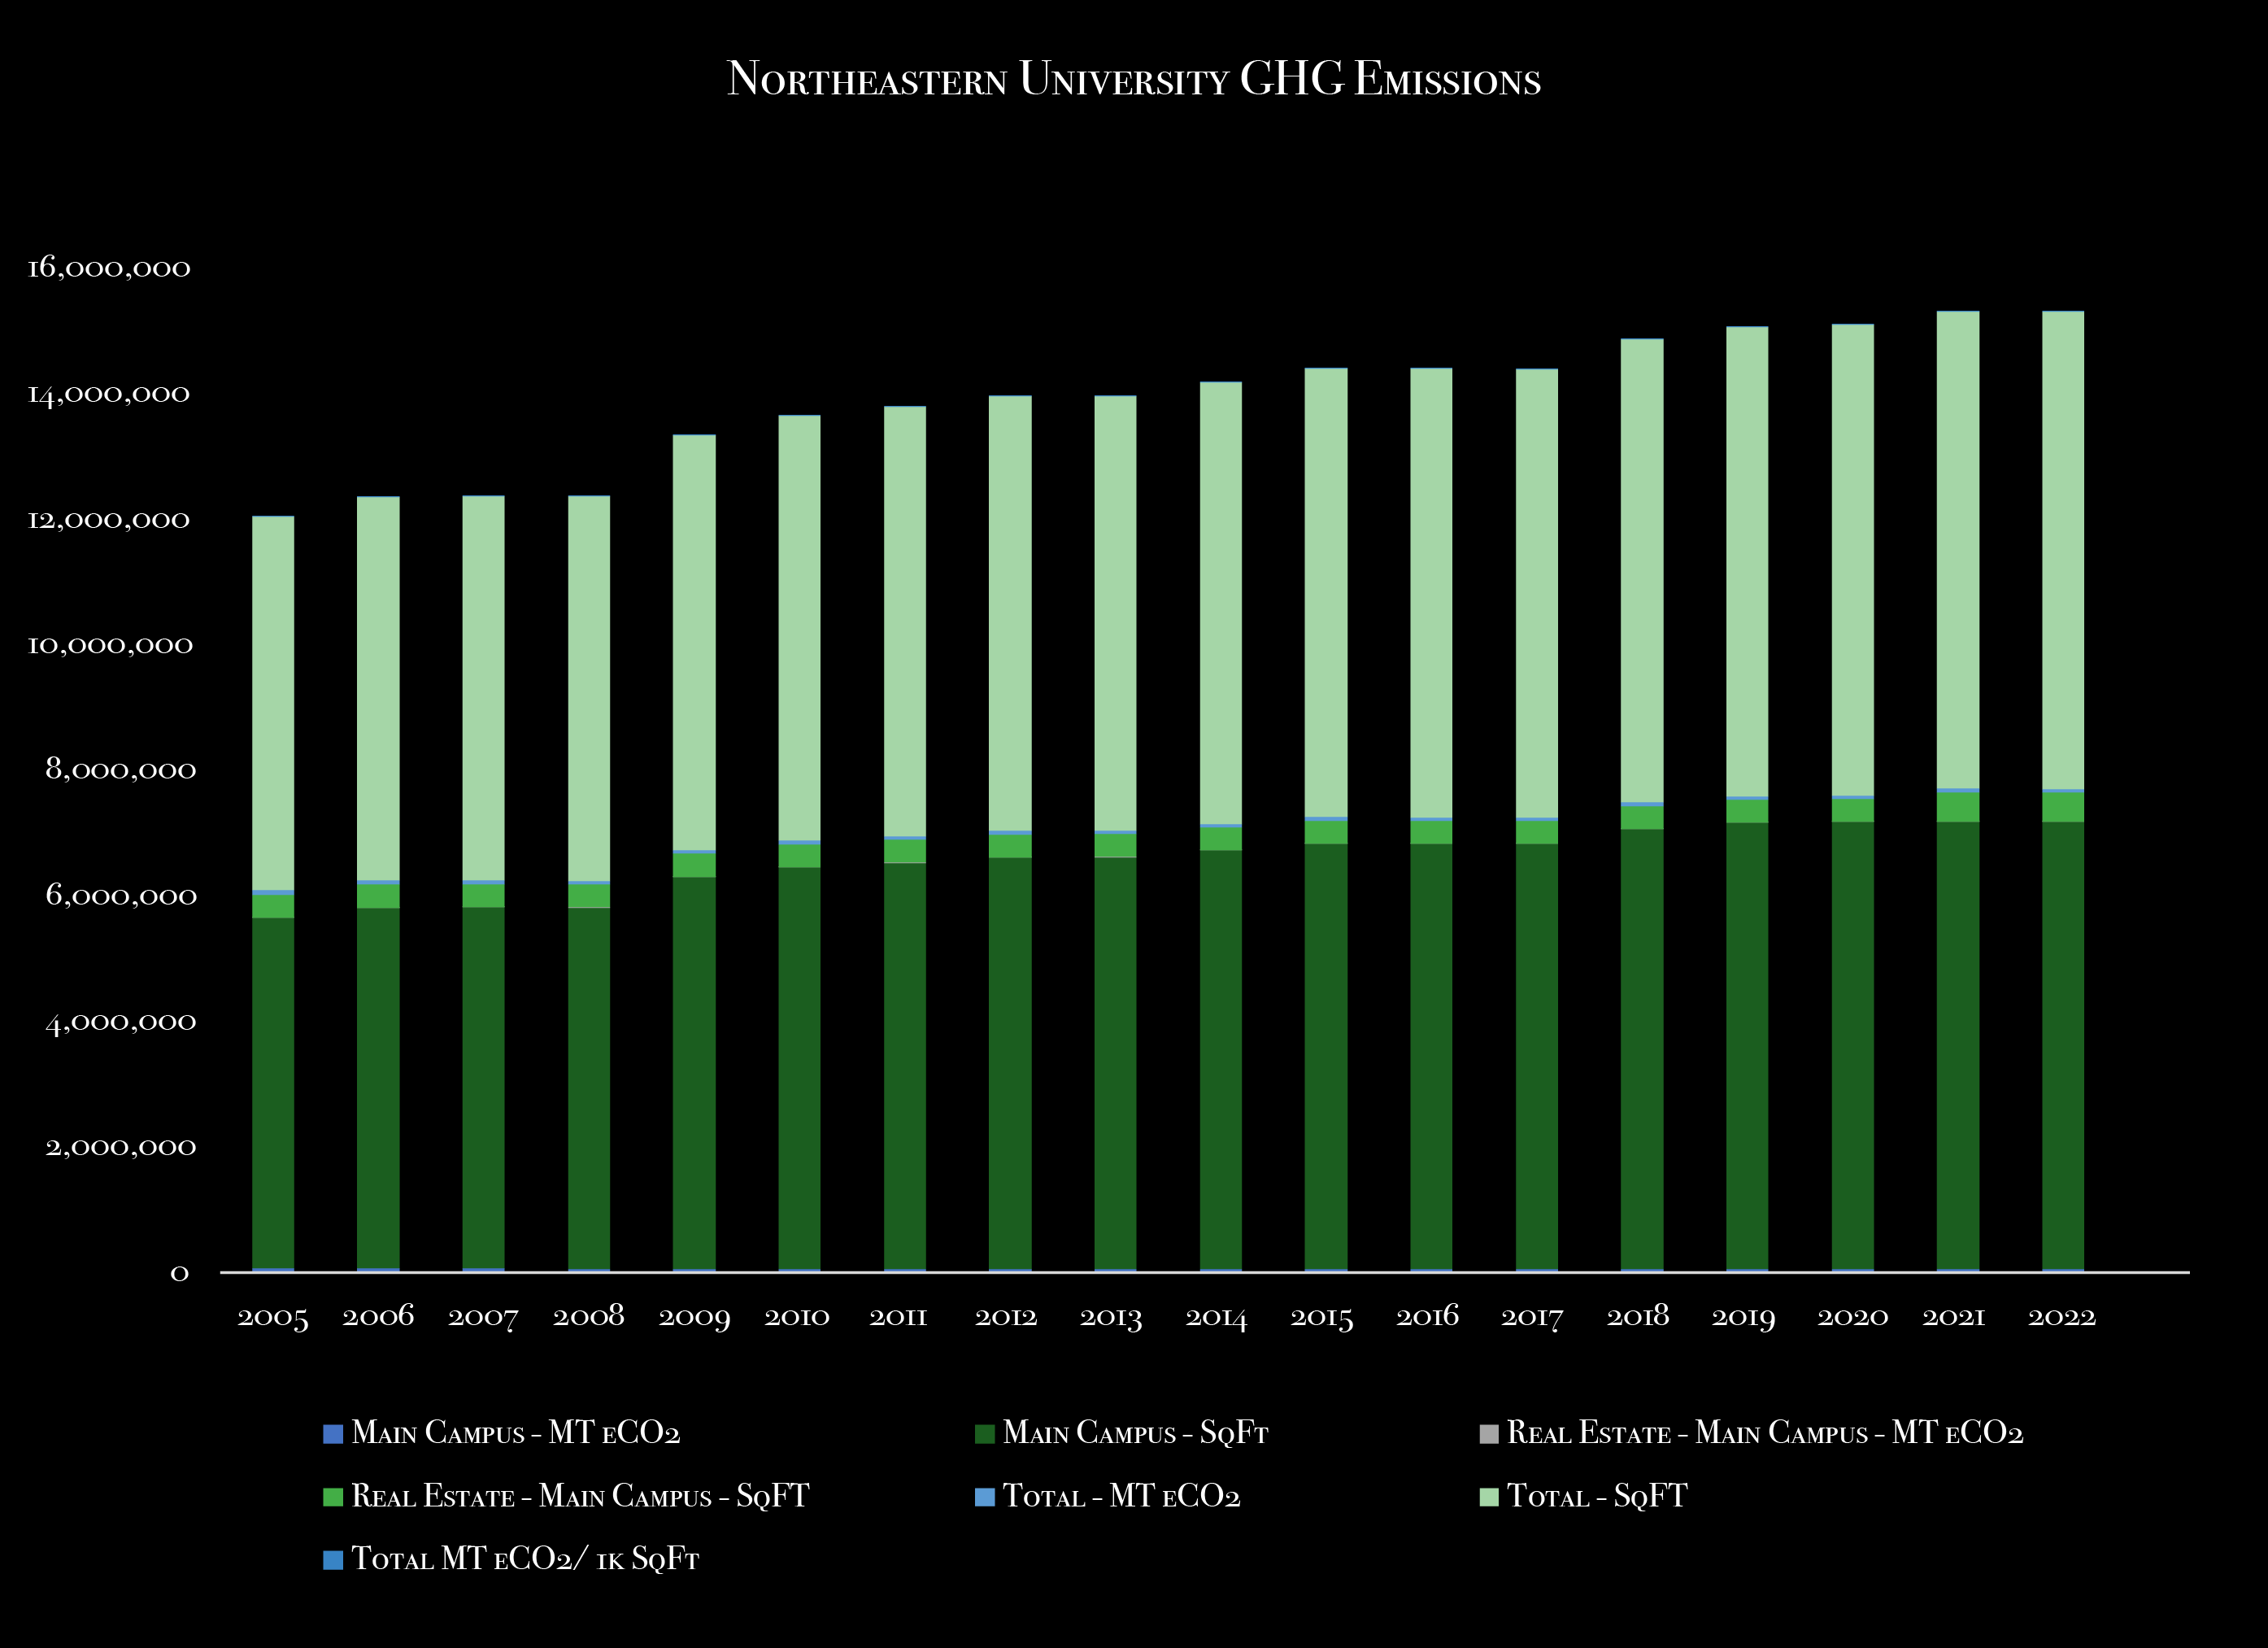 Northeastern University GHG Emissions
16,000,000
14,000,000
12,000,000
10,000,000
8,000,000
6,000,000
4,000,000
2,000,000
0
2005 2006 2007 2008 2009 2010 2011 2012 2013 2014 2015 2016 2017 2018 2019 2020 2021 2022
Main Campus - MT eCO2 Main Campus - SqFt Real Estate - Main Campus - MT eCO2
Real Estate - Main Campus - SqFT Total - MT eCO2 Total - SqFT
Total MT eCO2/ 1k SqFt